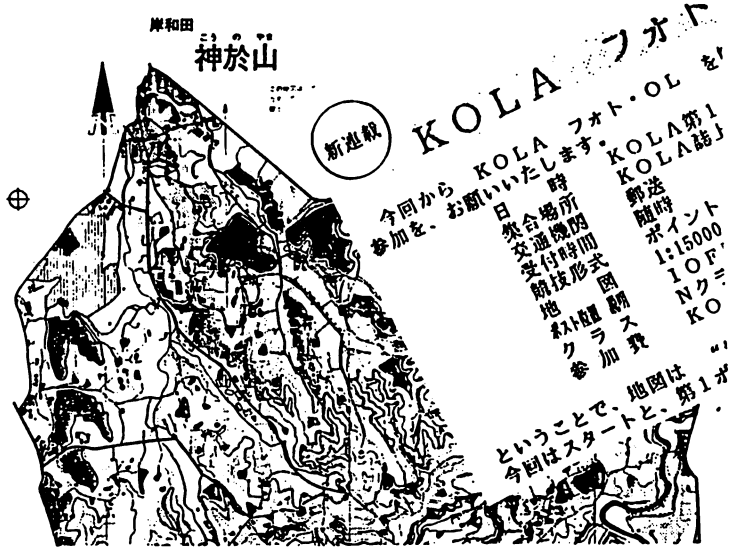 岸和田
こうのやま
神於山
新連載
KOLA フォト
今回から KOLA フォト・OL を
参加を、お願いいたします。
日時 KOLA第1
集合場所 KOLA誌上
交通機関 郵送
受付時間 随時
競技形式 ポイント
地図 1:15000
ポスト位置説明 IOF
クラス Nクラ
参加費 KO
ということで、地図は
今回はスタートと、第1ポ